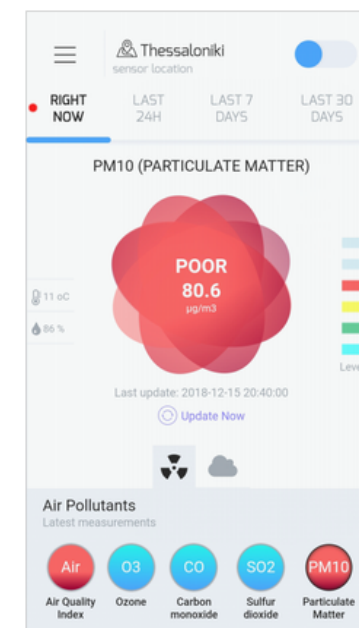 Thessaloniki
sensor location
RIGHT NOW
LAST 24H
LAST 7 DAYS
LAST 30 DAYS
PM10 (PARTICULATE MATTER)
POOR
80.6
µg/m3
11 oC
86 %
Leve
Last update: 2018-12-15 20:40:00
Update Now
Air Pollutants
Latest measurements
Air
O3
CO
SO2
PM10
Air Quality Index
Ozone
Carbon monoxide
Sulfur dioxide
Particulate Matter